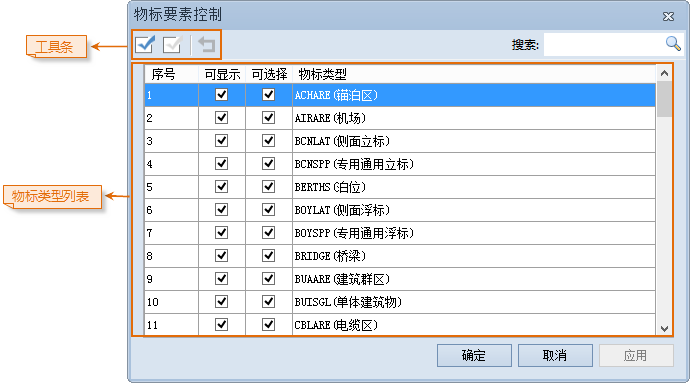 物标要素控制
工具条
搜索:
序号 可显示 可选择 物标类型
1 ACHARE(锚泊区)
2 AIRARE(机场)
3 BCNLAT(侧面立标)
4 BCNSPP(专用通用立标)
物标类型列表
5 BERTHS(泊位)
6 BOYLAT(侧面浮标)
7 BOYSPP(专用通用浮标)
8 BRIDGE(桥梁)
9 BUAARE(建筑群区)
10 BUISGL(单体建筑物)
11 CBLARE(电缆区)
确定 取消 应用